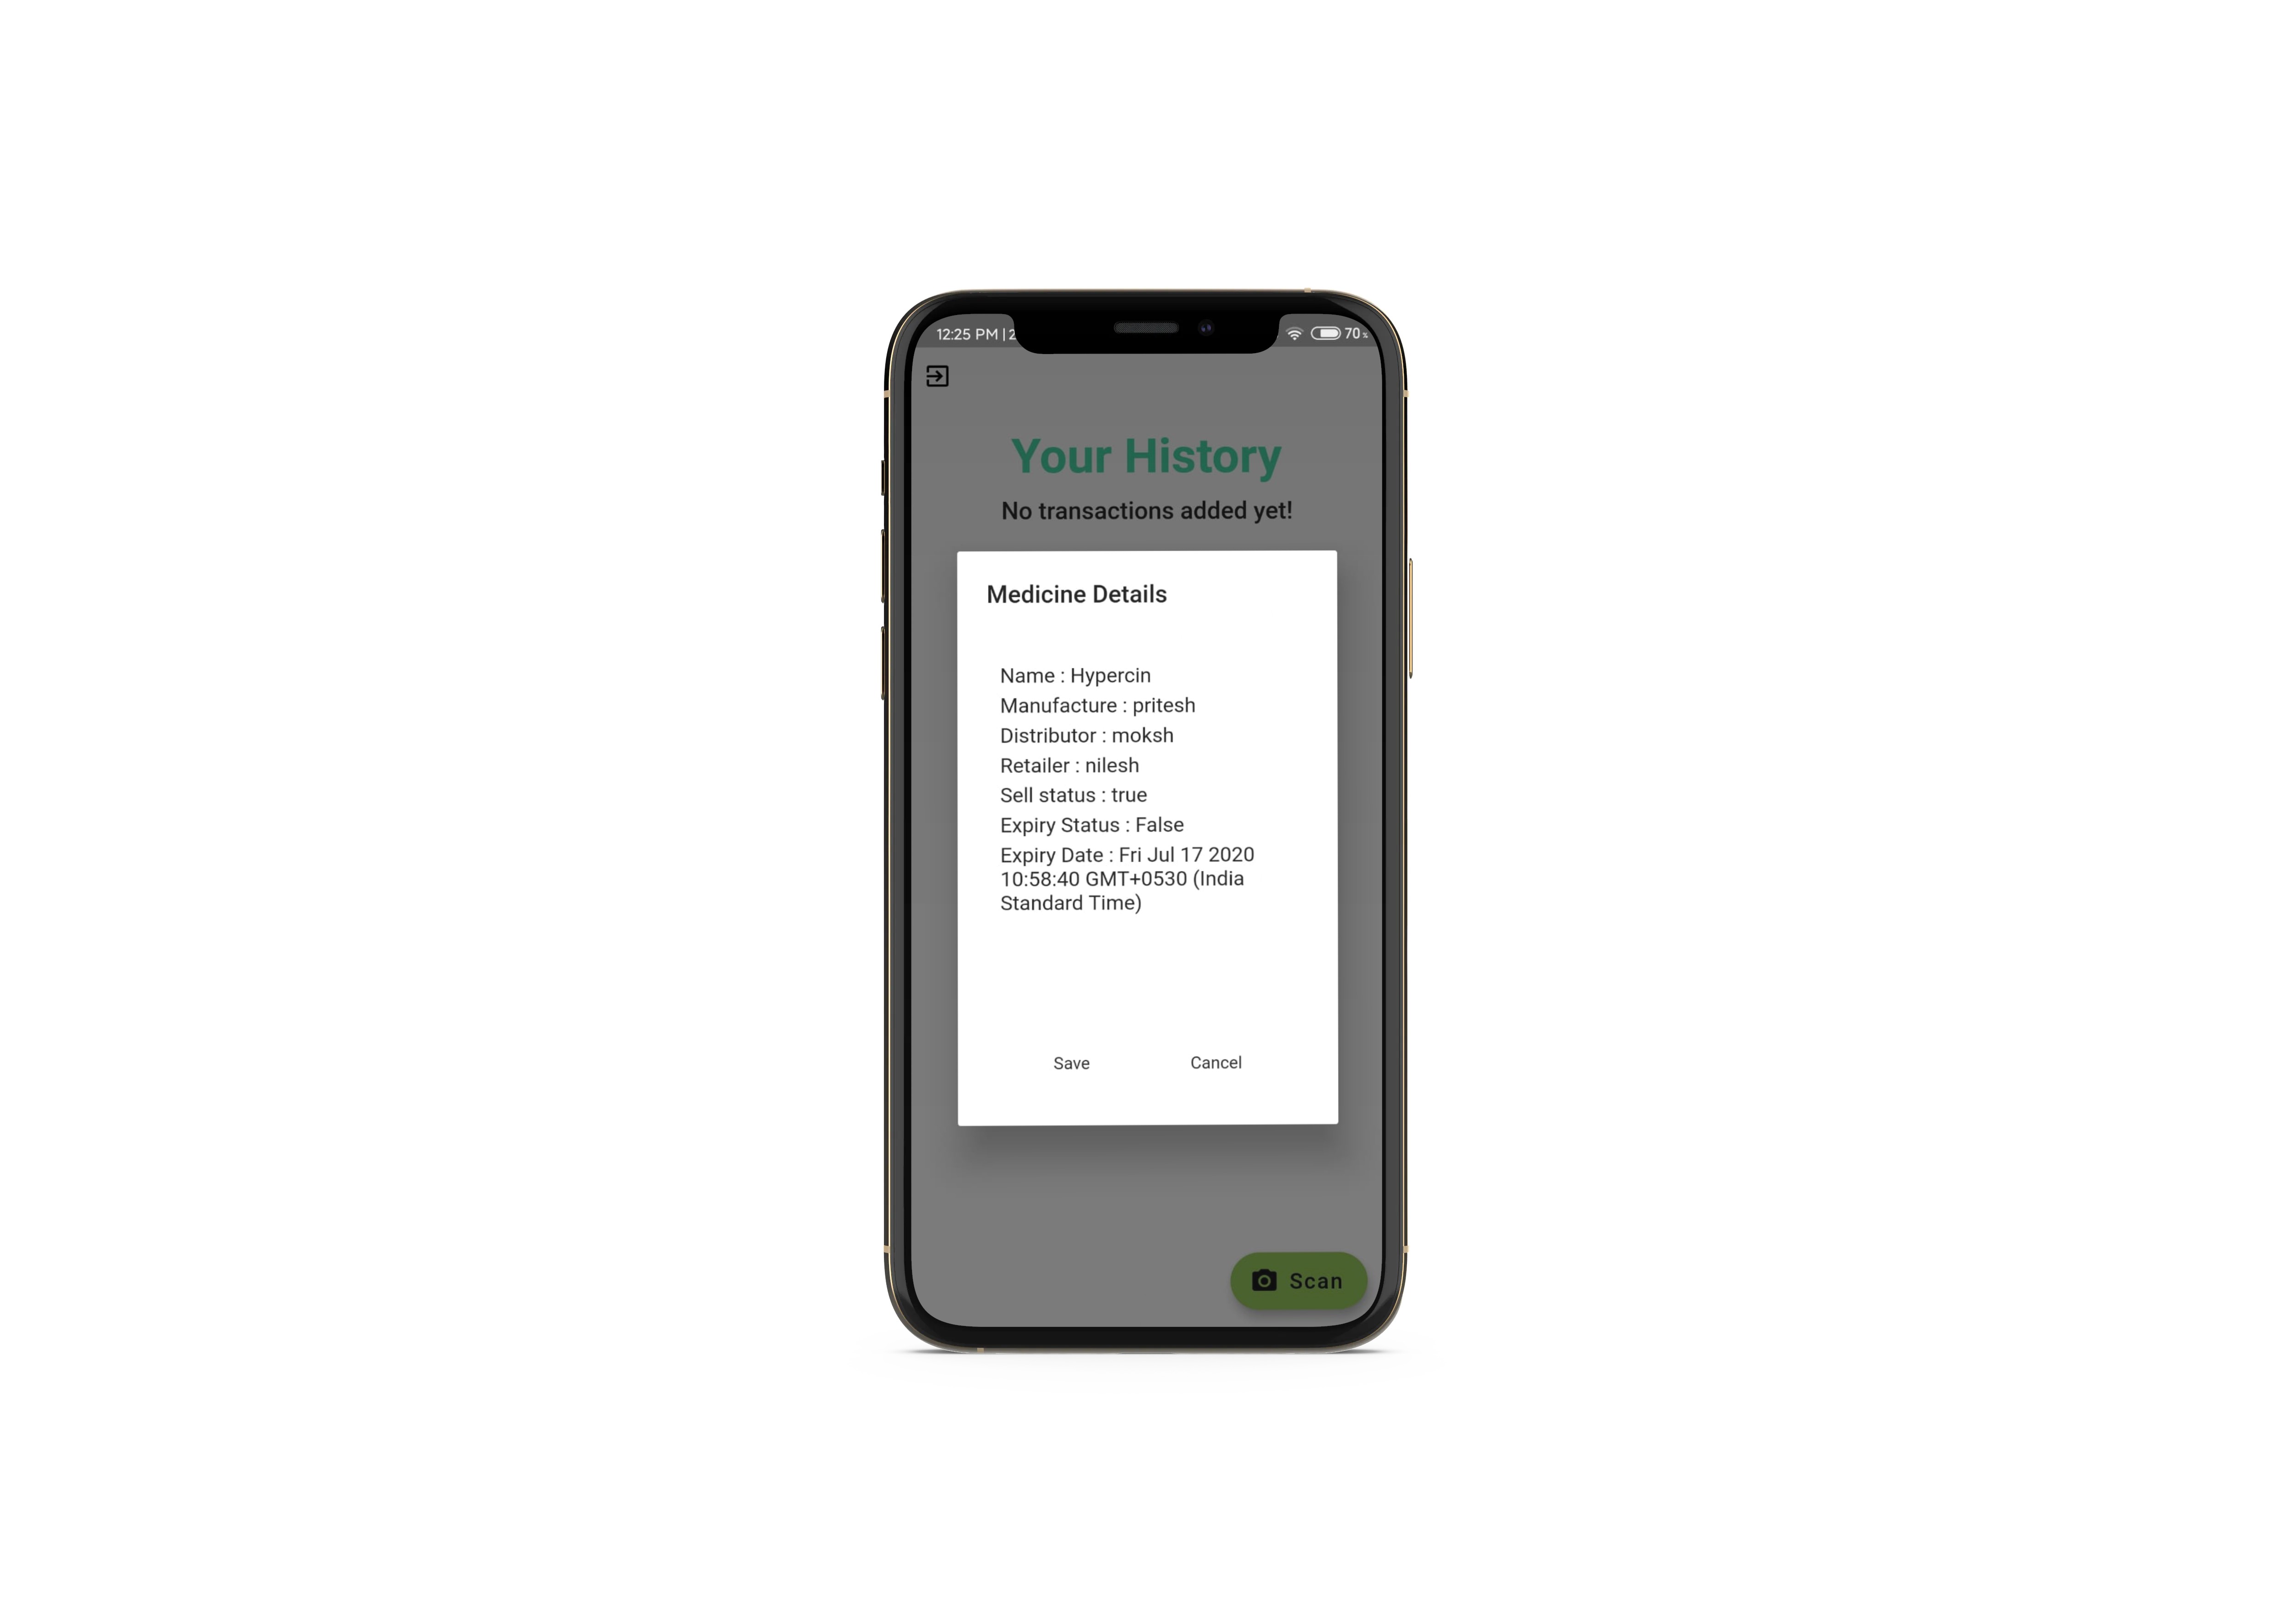 12:25 PM | 2
70%
Your History
No transactions added yet!
Medicine Details
Name : Hypercin
Manufacture : pritesh
Distributor : moksh
Retailer : nilesh
Sell status : true
Expiry Status : False
Expiry Date : Fri Jul 17 2020
10:58:40 GMT+0530 (India
Standard Time)
Save Cancel
Scan